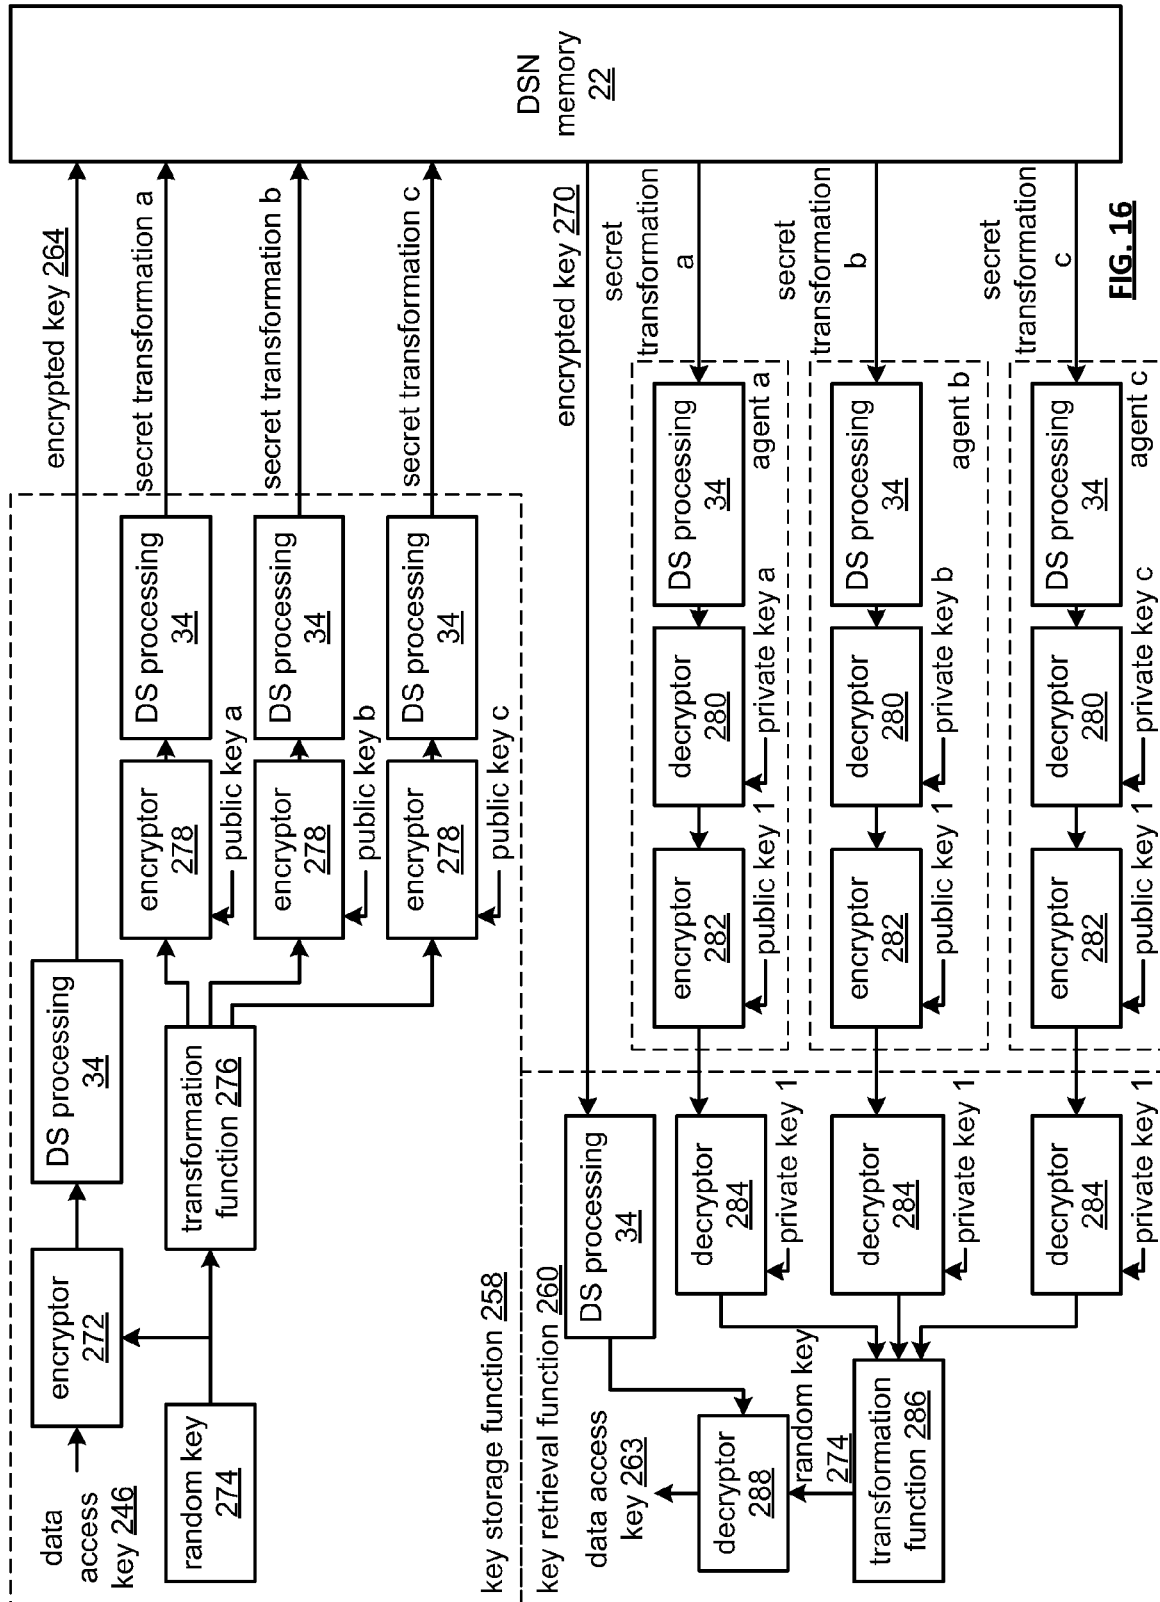 data
access
key 246
encryptor
272
DS processing
34
encrypted key 264
random key
274
transformation
function 276
encryptor
278
public key a
DS processing
34
secret transformation a
encryptor
278
public key b
DS processing
34
secret transformation b
encryptor
278
public key c
DS processing
34
secret transformation c
key storage function 258
DSN
memory
22
key retrieval function 260
DS processing
34
encrypted key 270
data access
key 263
decryptor
288
random key
274
transformation
function 286
decryptor
284
private key 1
encryptor
282
public key 1
decryptor
280
private key a
DS processing
34
agent a
secret
transformation
a
decryptor
284
private key 1
encryptor
282
public key 1
decryptor
280
private key b
DS processing
34
agent b
secret
transformation
b
decryptor
284
private key 1
encryptor
282
public key 1
decryptor
280
private key c
DS processing
34
agent c
secret
transformation
c
FIG. 16